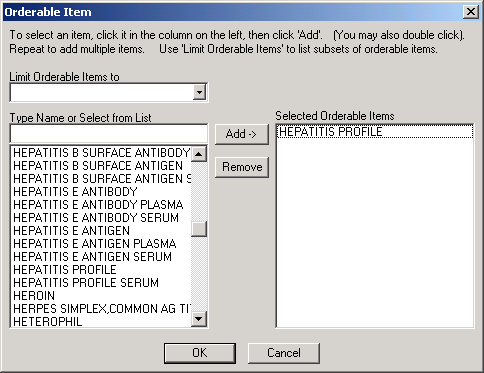 Orderable Item
To select an item, click it in the column on the left, then click 'Add'. (You may also double click).
Repeat to add multiple items. Use 'Limit Orderable Items' to list subsets of orderable items.
Limit Orderable Items to
Type Name or Select from List
HEPATITIS B SURFACE ANTIBODY
HEPATITIS B SURFACE ANTIGEN
HEPATITIS B SURFACE ANTIGEN S
HEPATITIS E ANTIBODY
HEPATITIS E ANTIBODY PLASMA
HEPATITIS E ANTIBODY SERUM
HEPATITIS E ANTIGEN
HEPATITIS E ANTIGEN PLASMA
HEPATITIS E ANTIGEN SERUM
HEPATITIS PROFILE
HEPATITIS PROFILE SERUM
HEROIN
HERPES SIMPLEX,COMMON AG TI
HETEROPHIL
Add ->
Remove
Selected Orderable Items
HEPATITIS PROFILE
OK
Cancel